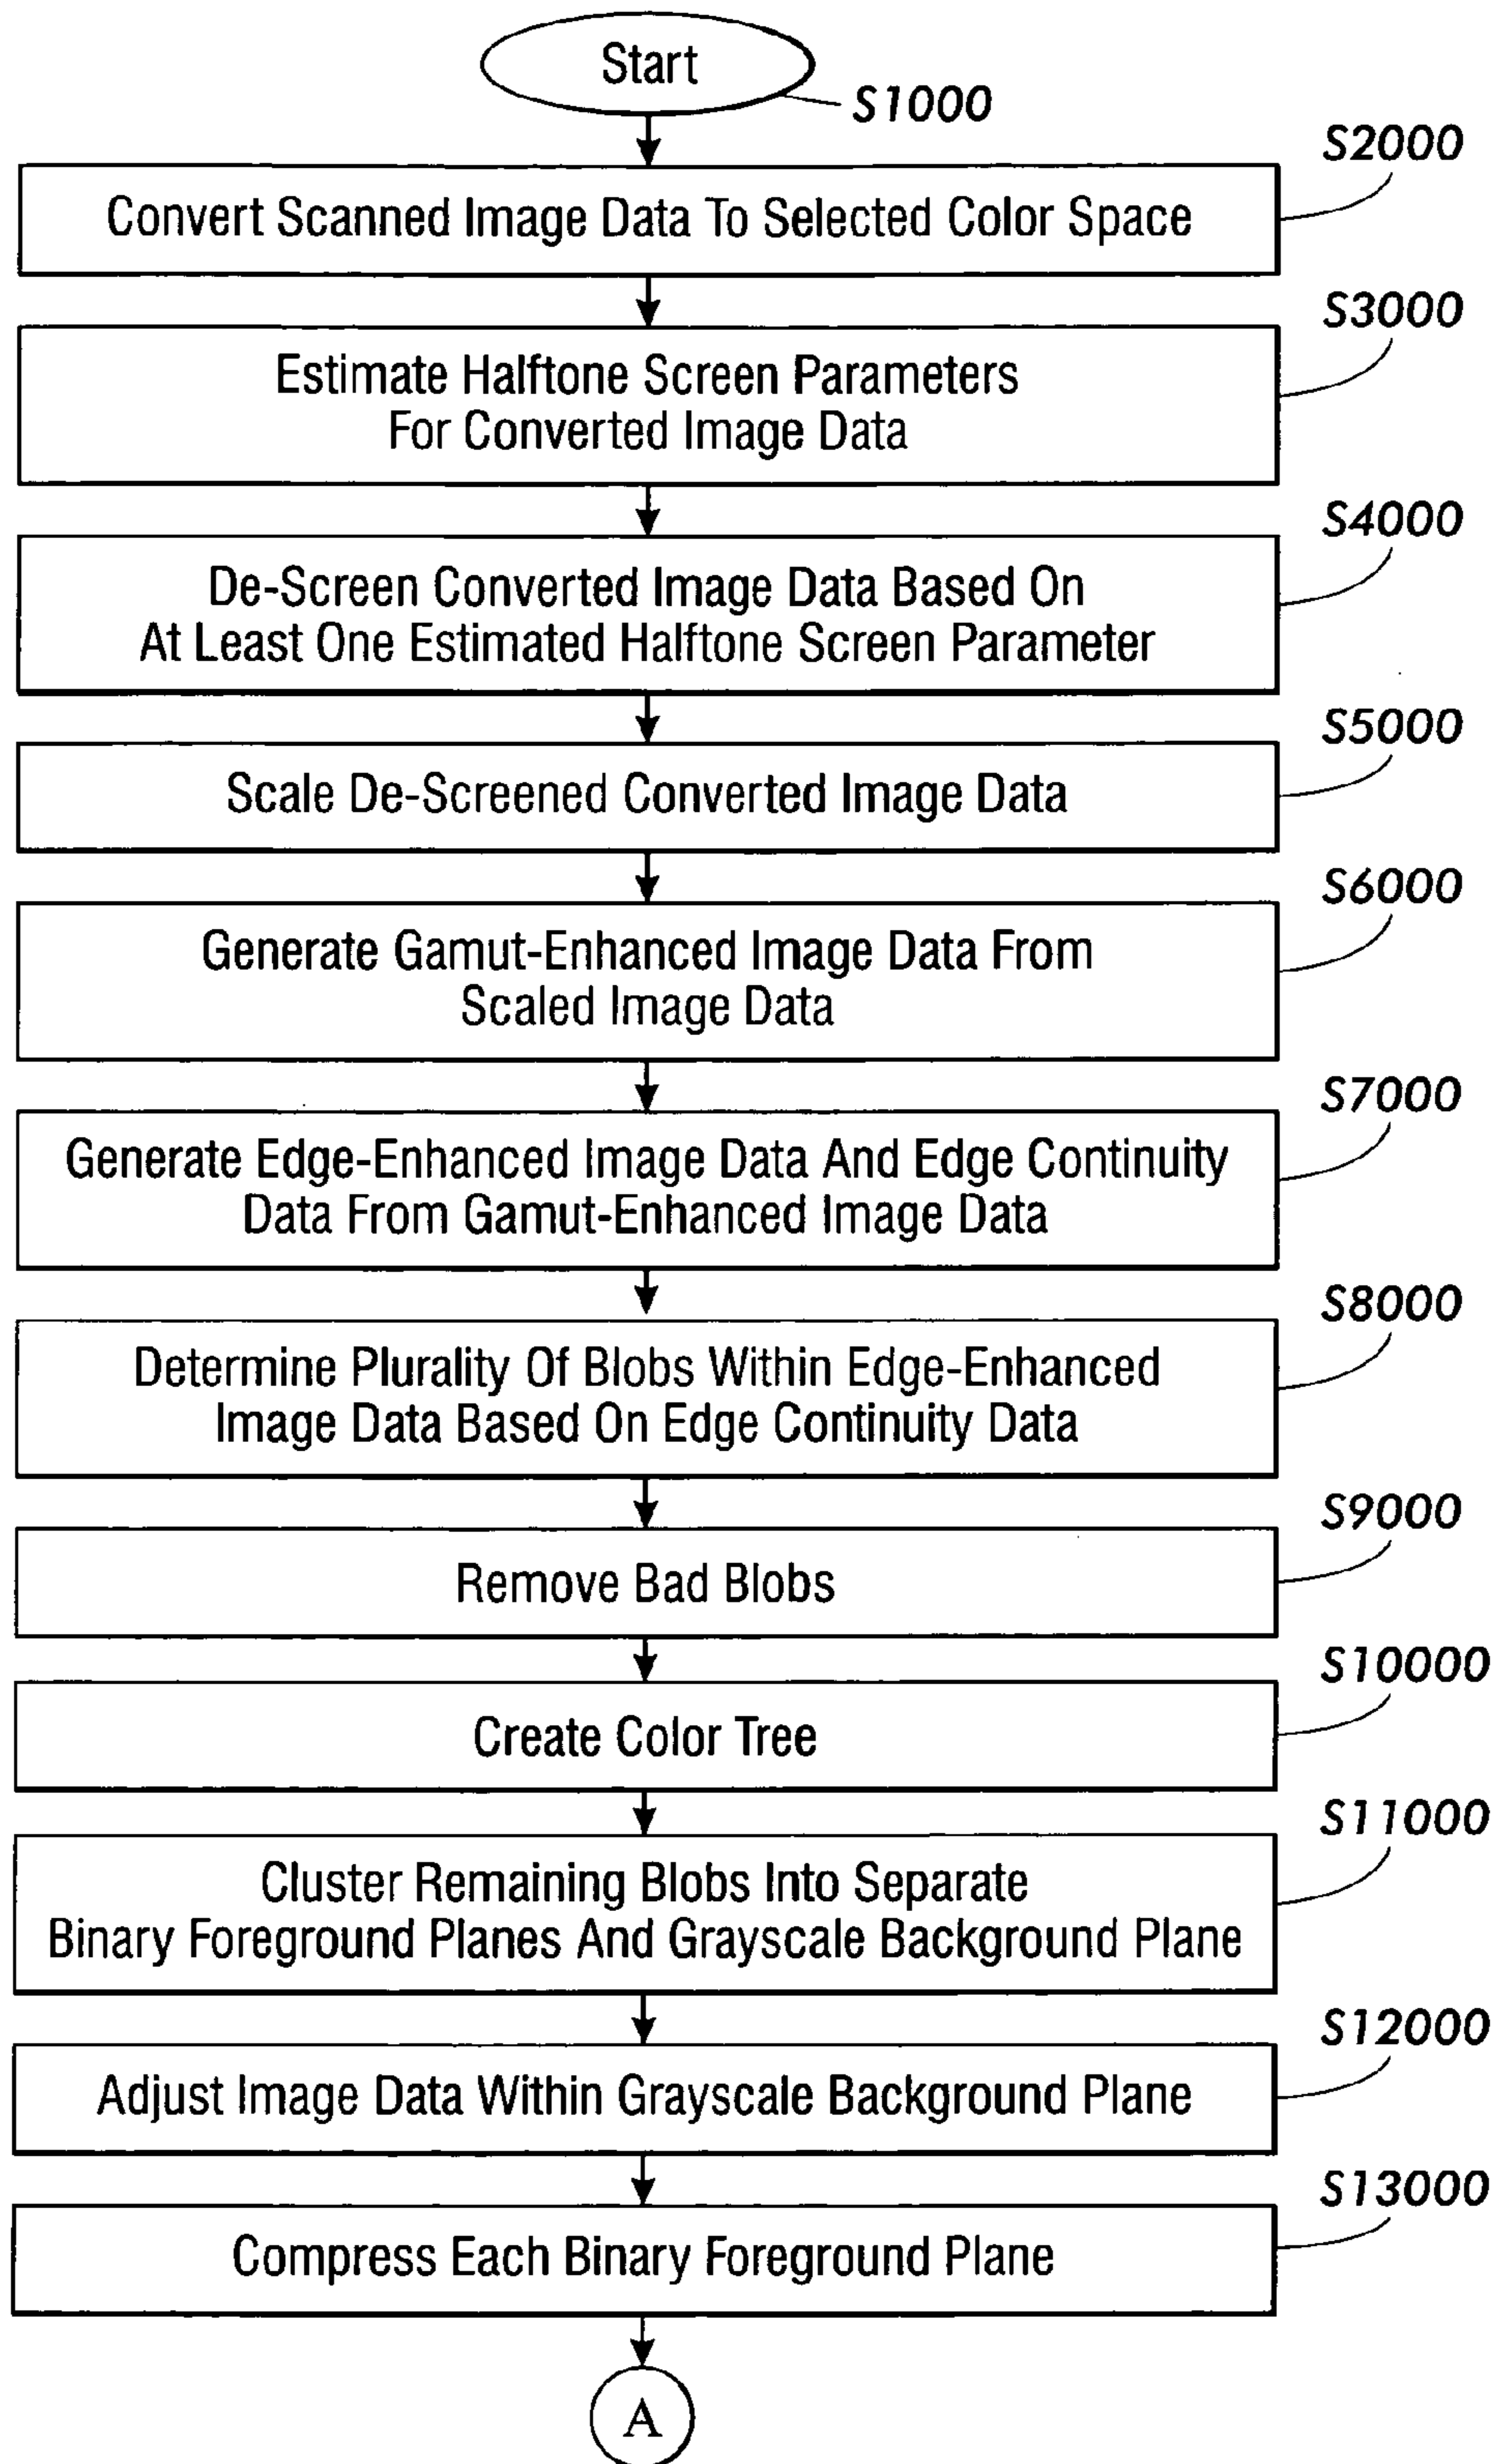 Start
S1000
S2000
Convert Scanned Image Data To Selected Color Space
S3000
Estimate Halftone Screen Parameters
For Converted Image Data
S4000
De-Screen Converted Image Data Based On
At Least One Estimated Halftone Screen Parameter
S5000
Scale De-Screened Converted Image Data
S6000
Generate Gamut-Enhanced Image Data From
Scaled Image Data
S7000
Generate Edge-Enhanced Image Data And Edge Continuity
Data From Gamut-Enhanced Image Data
S8000
Determine Plurality Of Blobs Within Edge-Enhanced
Image Data Based On Edge Continuity Data
S9000
Remove Bad Blobs
S10000
Create Color Tree
S11000
Cluster Remaining Blobs Into Separate
Binary Foreground Planes And Grayscale Background Plane
S12000
Adjust Image Data Within Grayscale Background Plane
S13000
Compress Each Binary Foreground Plane
A